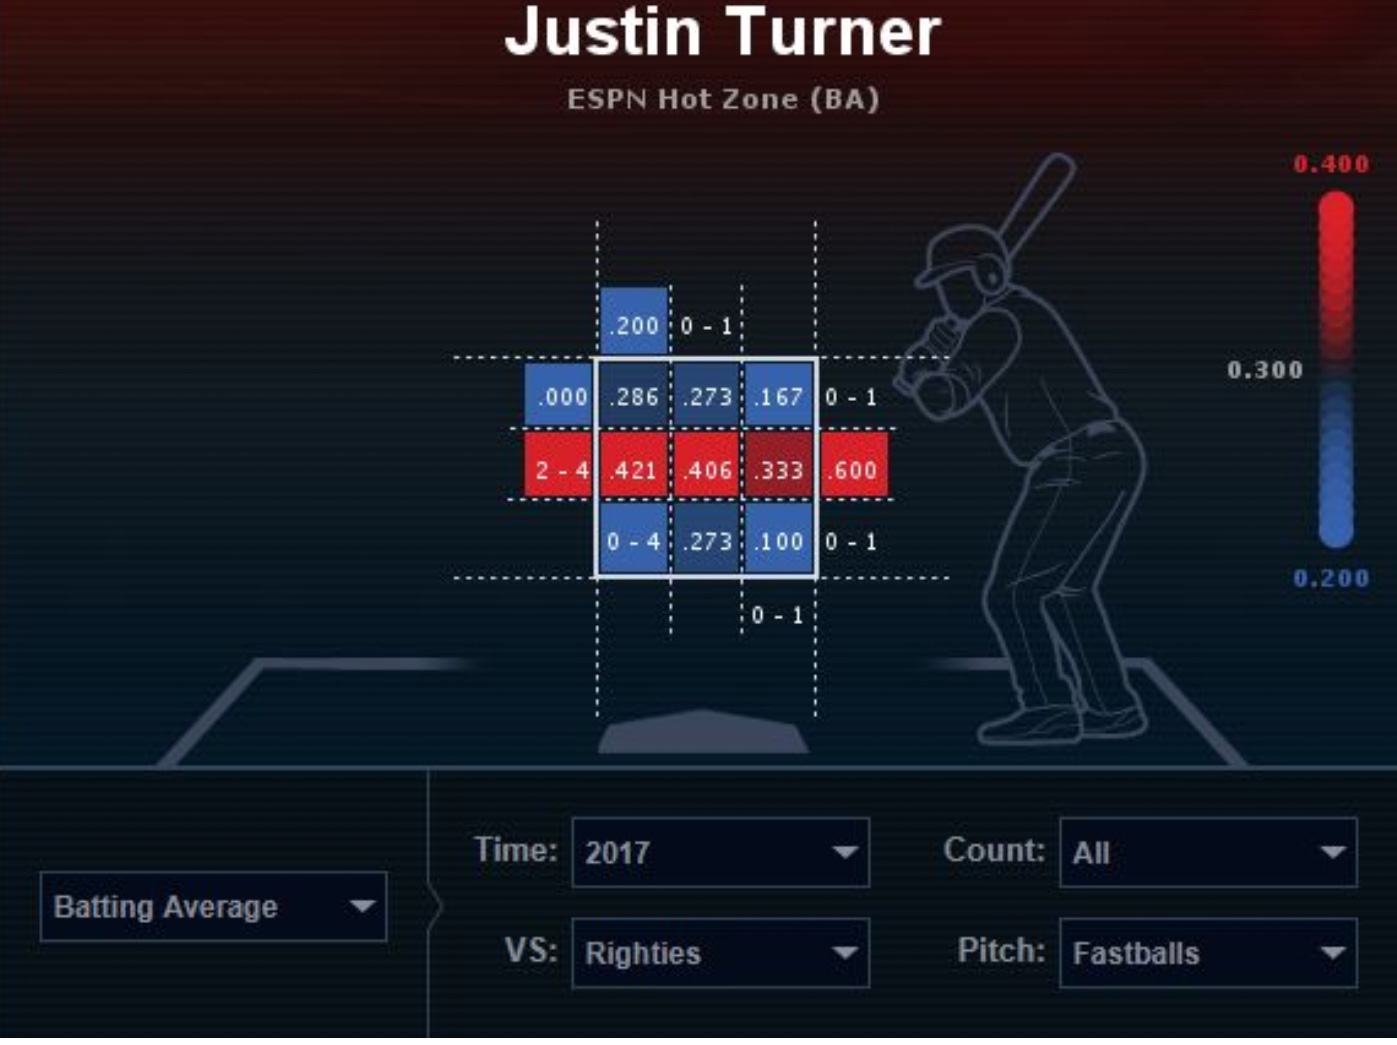 Justin Turner
ESPN Hot Zone (BA)
0.400
.200 0 - 1
0.300
.000 .286 .273 .167 0 - 1
2 - 4 .421 .406 .333 .600
0 - 4 .273 .100 0 - 1
0.200
0 - 1
Time: 2017 Count: All
Batting Average
VS: Righties Pitch: Fastballs